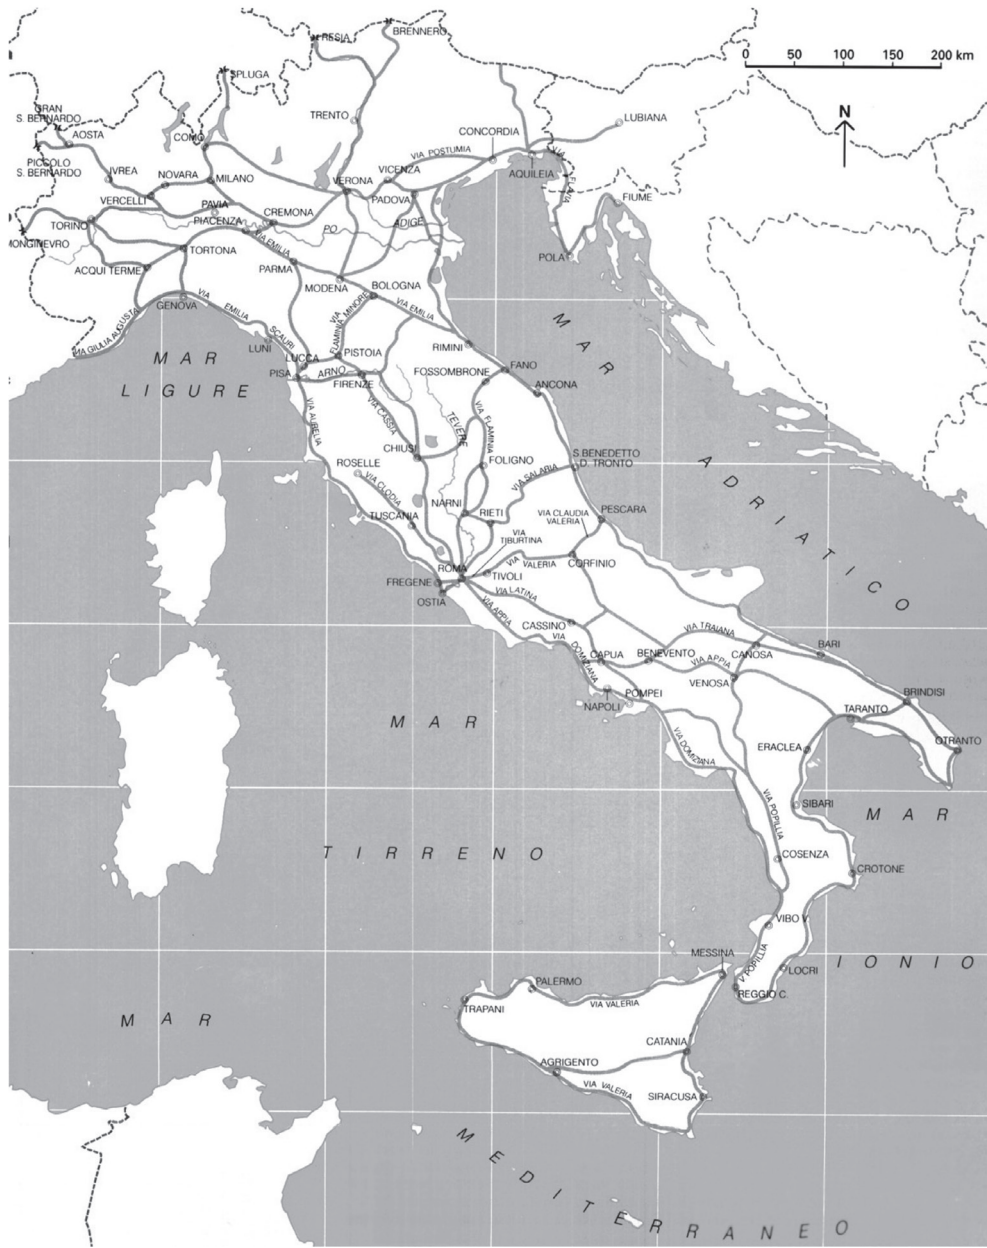 BRENNERO
RESIA
0 50 100 150 200 km
SPLUGA
N
GRAN
S. BERNARDO
TRENTO
LUBIANA
AOSTA
CONCORDIA
COMO
VIA POSTUMIA
PICCOLO
S. BERNARDO
VIA
FLAVIA
IVREA
NOVARA
MILANO
VERONA
VICENZA
AQUILEIA
VERCELLI
PAVIA
PADOVA
FIUME
TORINO
PIACENZA
CREMONA
PO
ADIGE
MONGINEVRO
VIA EMILIA
TORTONA
POLA
ACQUI TERME
PARMA
MODENA
BOLOGNA
VIA EMILIA
GENOVA
VIA EMILIA SCAURI
VIA GIULIA AUGUSTA
VIA
FLAMINIA MINORE
MAR
LIGURE
LUNI
LUCCA
PISTOIA
RIMINI
PISA
ARNO
FIRENZE
FOSSOMBRONE
FANO
ANCONA
VIA AURELIA
VIA CASSIA
TEVERE
VIA FLAMINIA
CHIUSI
S. BENEDETTO
D. TRONTO
ROSELLE
FOLIGNO
VIA SALARIA
VIA CLODIA
NARNI
RIETI
PESCARA
TUSCANIA
VIA CLAUDIA
VALERIA
VIA
TIBURTINA
MAR
ADRIATICO
ROMA
VIA
VALERIA
CORFINIO
FREGENE
TIVOLI
OSTIA
VIA LATINA
VIA APPIA
CASSINO
VIA TRAIANA
VIA DOMIZIANA
BARI
CAPUA
BENEVENTO
CANOSA
VIA APPIA
VENOSA
NAPOLI
POMPEI
BRINDISI
TARANTO
MAR
VIA DOMIZIANA
ERACLEA
OTRANTO
VIA POPILLIA
SIBARI
MAR
TIRRENO
COSENZA
CROTONE
VIBO V.
MESSINA
V. POPILLIA
LOCRI
IONIO
REGGIO C.
PALERMO
TRAPANI
VIA VALERIA
MAR
CATANIA
AGRIGENTO
VIA VALERIA
SIRACUSA
MEDITERRANEO